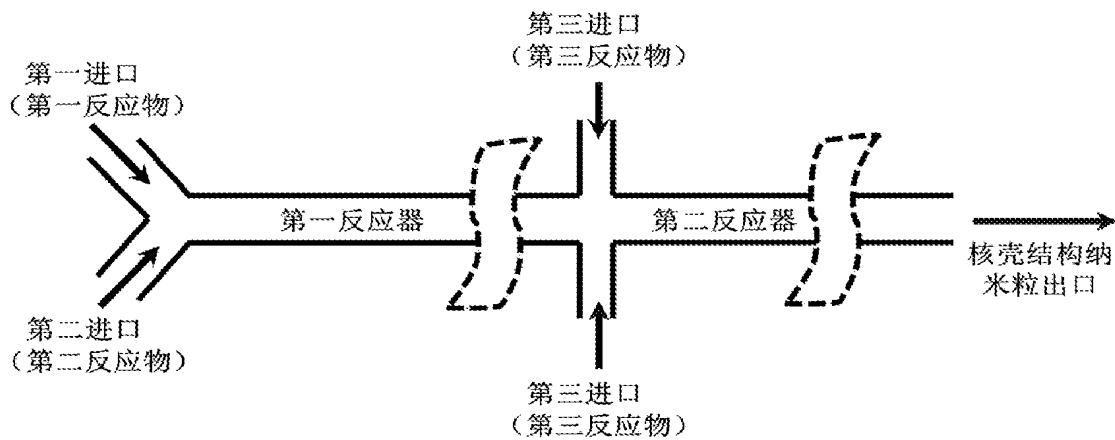 第三进口
（第三反应物）
第一进口
（第一反应物）
第一反应器
第二反应器
核壳结构纳
米粒出口
第二进口
（第二反应物）
第三进口
（第三反应物）